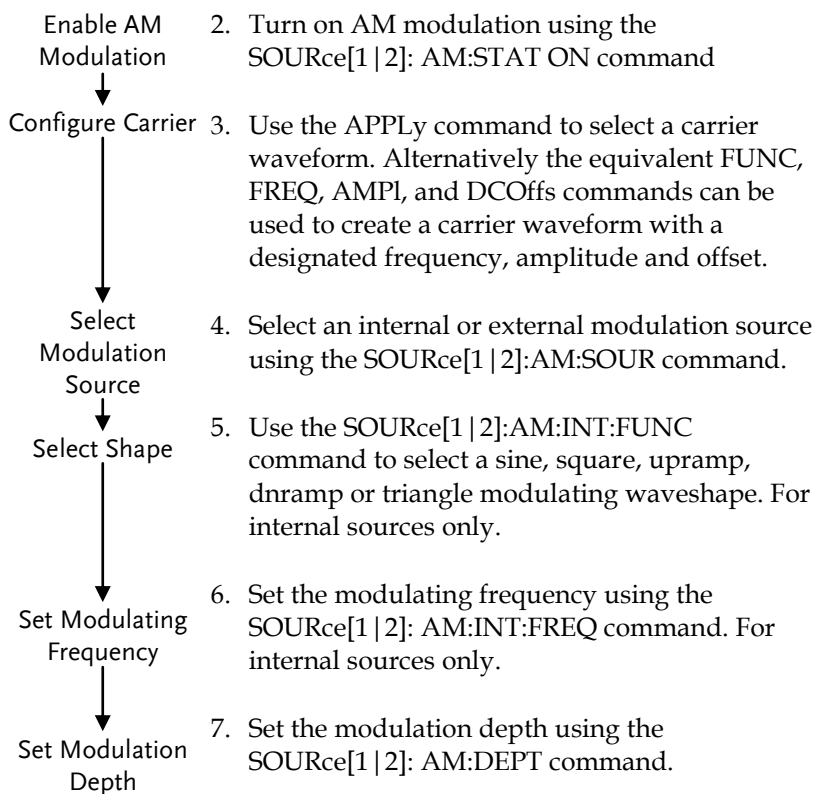 Enable AM
Modulation
2. Turn on AM modulation using the
SOURce[1|2]: AM:STAT ON command
Configure Carrier
3. Use the APPLy command to select a carrier
waveform. Alternatively the equivalent FUNC,
FREQ, AMPl, and DCOffs commands can be
used to create a carrier waveform with a
designated frequency, amplitude and offset.
Select
Modulation
Source
4. Select an internal or external modulation source
using the SOURce[1|2]:AM:SOUR command.
Select Shape
5. Use the SOURce[1|2]:AM:INT:FUNC
command to select a sine, square, upramp,
dnramp or triangle modulating waveshape. For
internal sources only.
Set Modulating
Frequency
6. Set the modulating frequency using the
SOURce[1|2]: AM:INT:FREQ command. For
internal sources only.
Set Modulation
Depth
7. Set the modulation depth using the
SOURce[1|2]: AM:DEPT command.